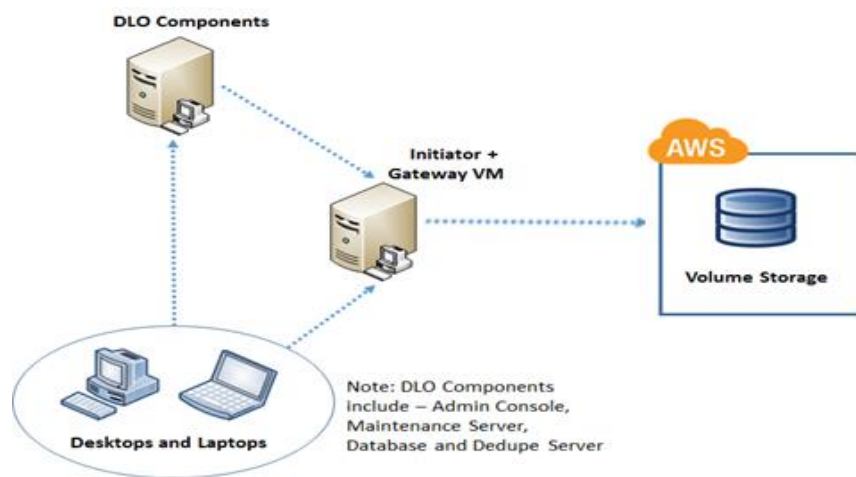 DLO Components
Initiator +
Gateway VM
AWS
Volume Storage
Desktops and Laptops
Note: DLO Components
include – Admin Console,
Maintenance Server,
Database and Dedupe Server